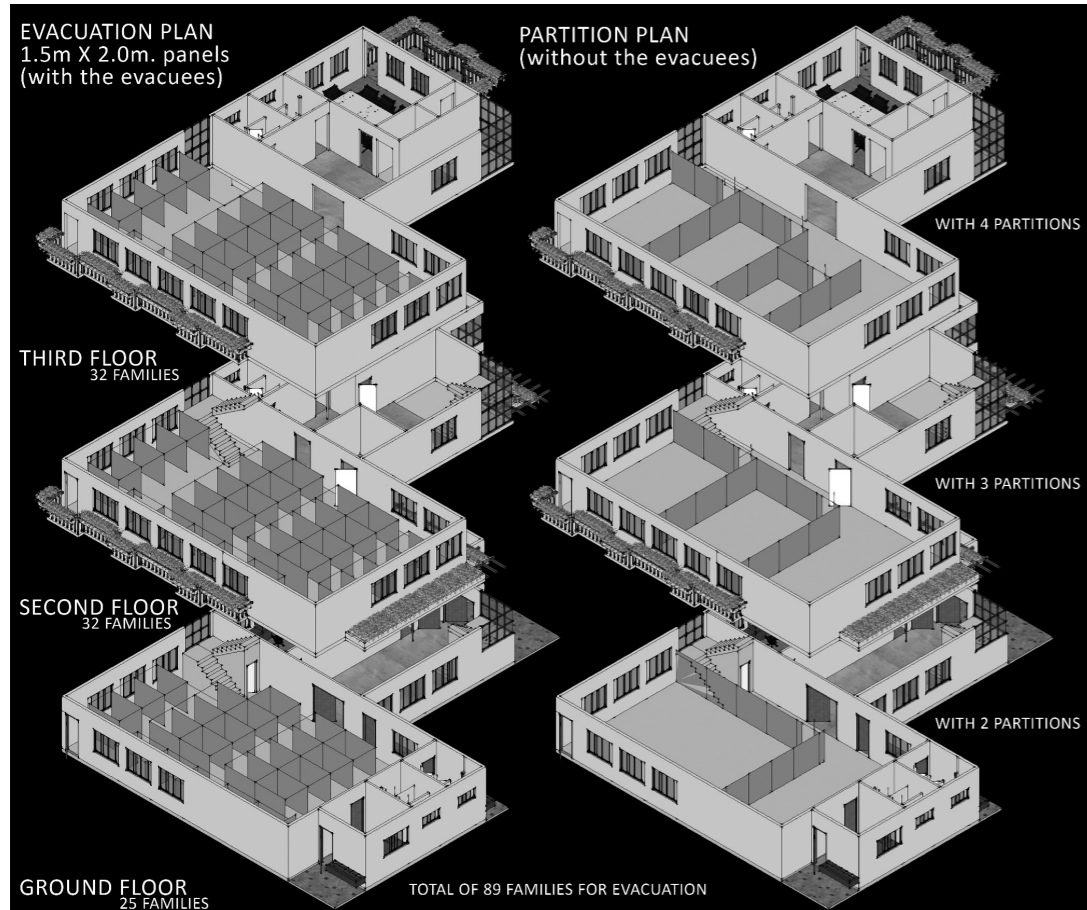 EVACUATION PLAN
1.5m X 2.0m. panels
(with the evacuees)
PARTITION PLAN
(without the evacuees)
WITH 4 PARTITIONS
THIRD FLOOR
32 FAMILIES
WITH 3 PARTITIONS
SECOND FLOOR
32 FAMILIES
WITH 2 PARTITIONS
GROUND FLOOR
25 FAMILIES
TOTAL OF 89 FAMILIES FOR EVACUATION